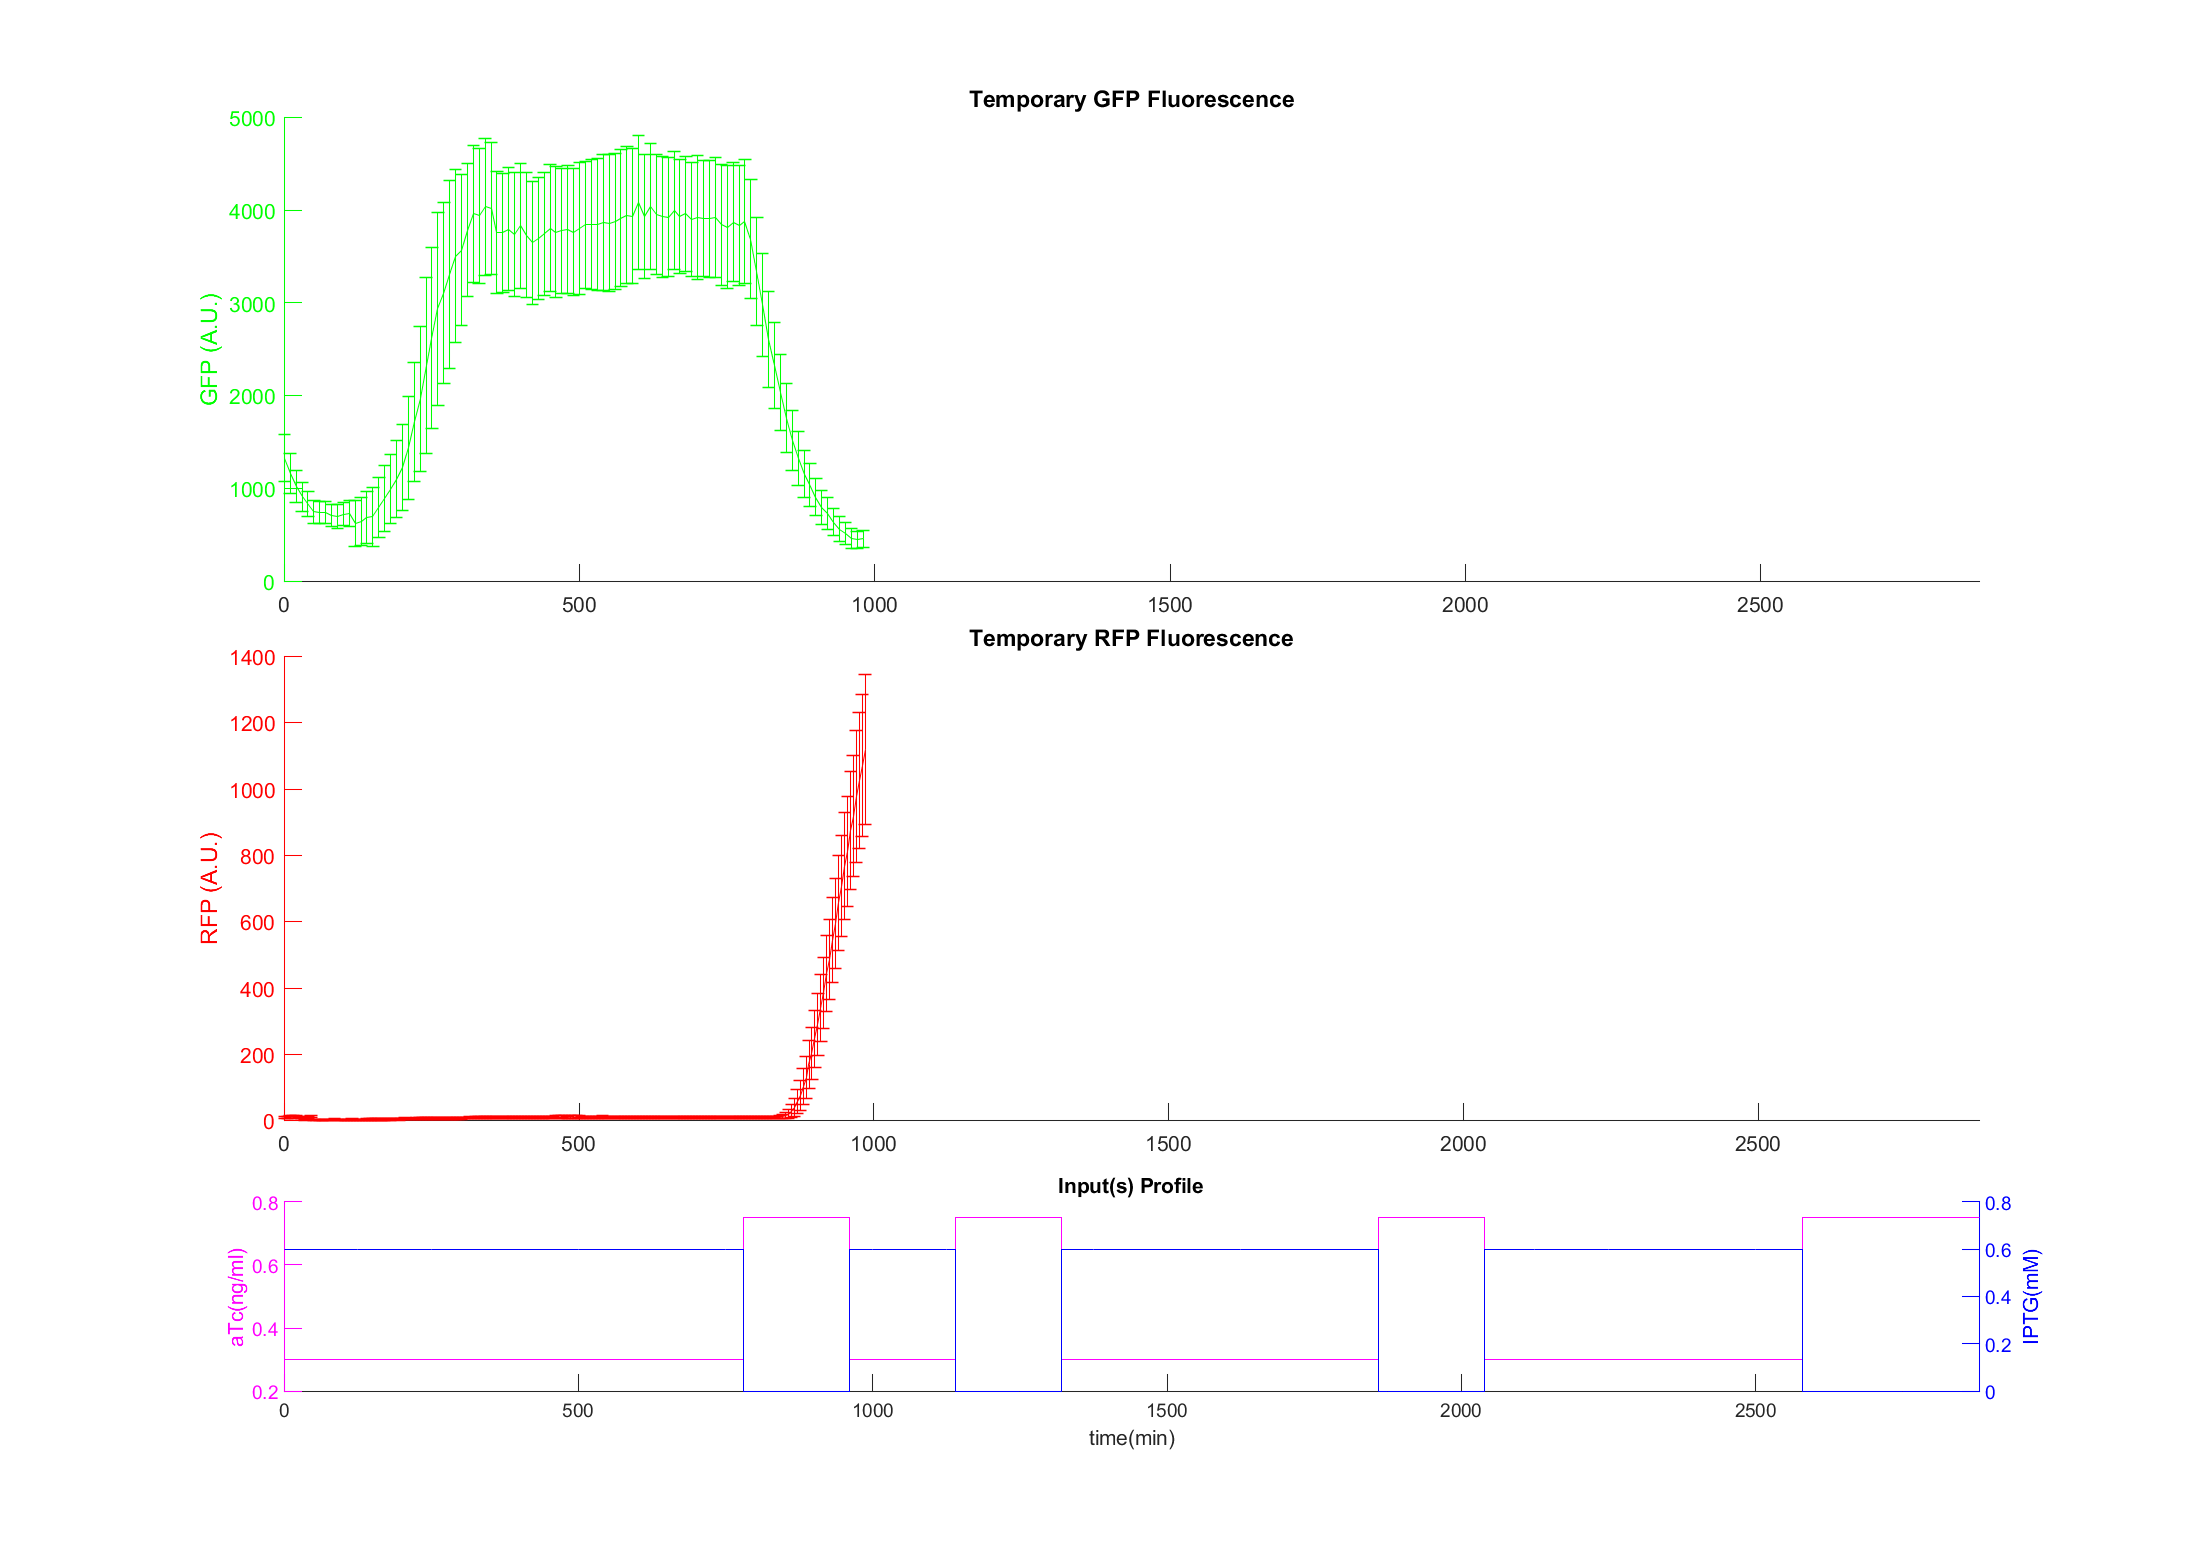 Temporary GFP Fluorescence
GFP (A.U.)
5000
4000
3000
2000
1000
0
0 500 1000 1500 2000 2500
Temporary RFP Fluorescence
RFP (A.U.)
1400
1200
1000
800
600
400
200
0
0 500 1000 1500 2000 2500
Input(s) Profile
aTc(ng/ml)
0.8
0.6
0.4
0.2
IPTG(mM)
0.8
0.6
0.4
0.2
0
0 500 1000 1500 2000 2500
time(min)